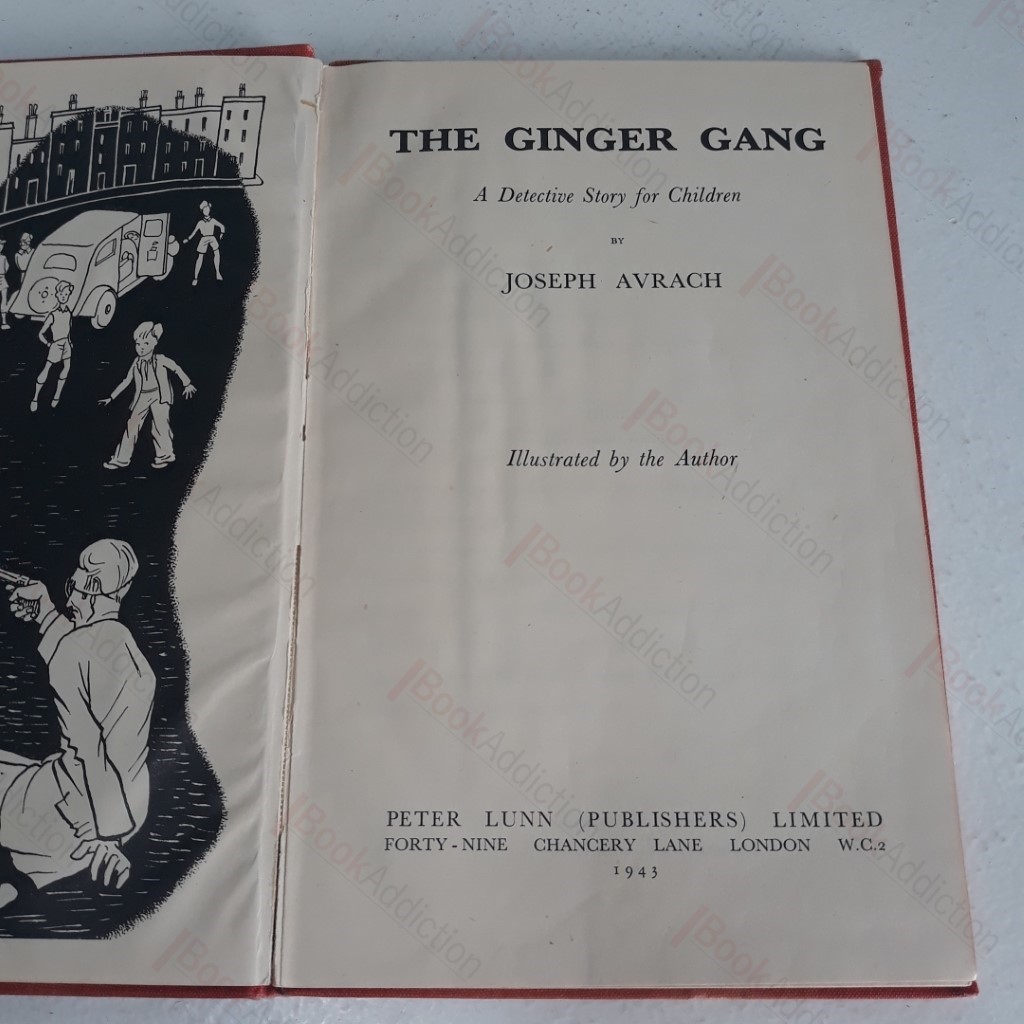 THE GINGER GANG
A Detective Story for Children
BY
JOSEPH AVRACH
Illustrated by the Author
PETER LUNN (PUBLISHERS) LIMITED
FORTY-NINE CHANCERY LANE LONDON W.C.2
1943
BookAddiction